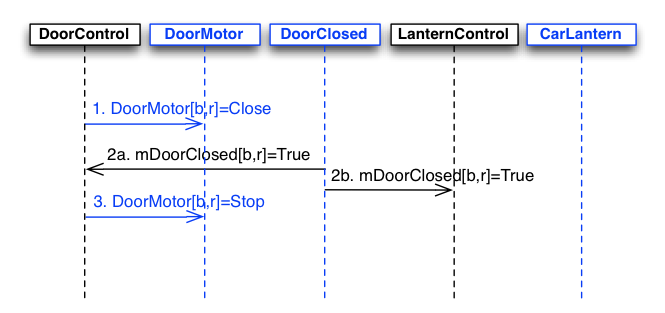 DoorControl DoorMotor DoorClosed LanternControl CarLantern
1. DoorMotor[b,r]=Close
2a. mDoorClosed[b,r]=True
2b. mDoorClosed[b,r]=True
3. DoorMotor[b,r]=Stop